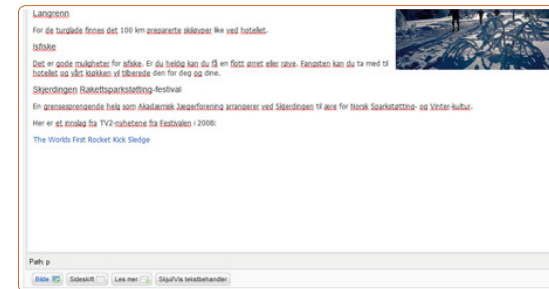 Langrenn
For de turglade finnes det 100 km preparerte skiløyper like ved hotellet.
Isfiske
Det er gode muligheter for isfiske. Er du heldig kan du få en flott ørret eller røye. Fangsten kan du ta med til
hotellet og vårt kjøkken vil tilberede den for deg og dine.
Skjerdingen Rakettsparkstøtting-festival
En grensesprengende helg som Akadæmisk Jægerforening arrangerer ved Skjerdingen til ære for Norsk Sparkstøtting- og Vinter-kultur.
Her er et innslag fra TV2-nyhetene fra Festivalen i 2008:
The Worlds First Rocket Kick Sledge
Path: p
Bilde Sideskift Les mer Skjul/Vis tekstbehandler